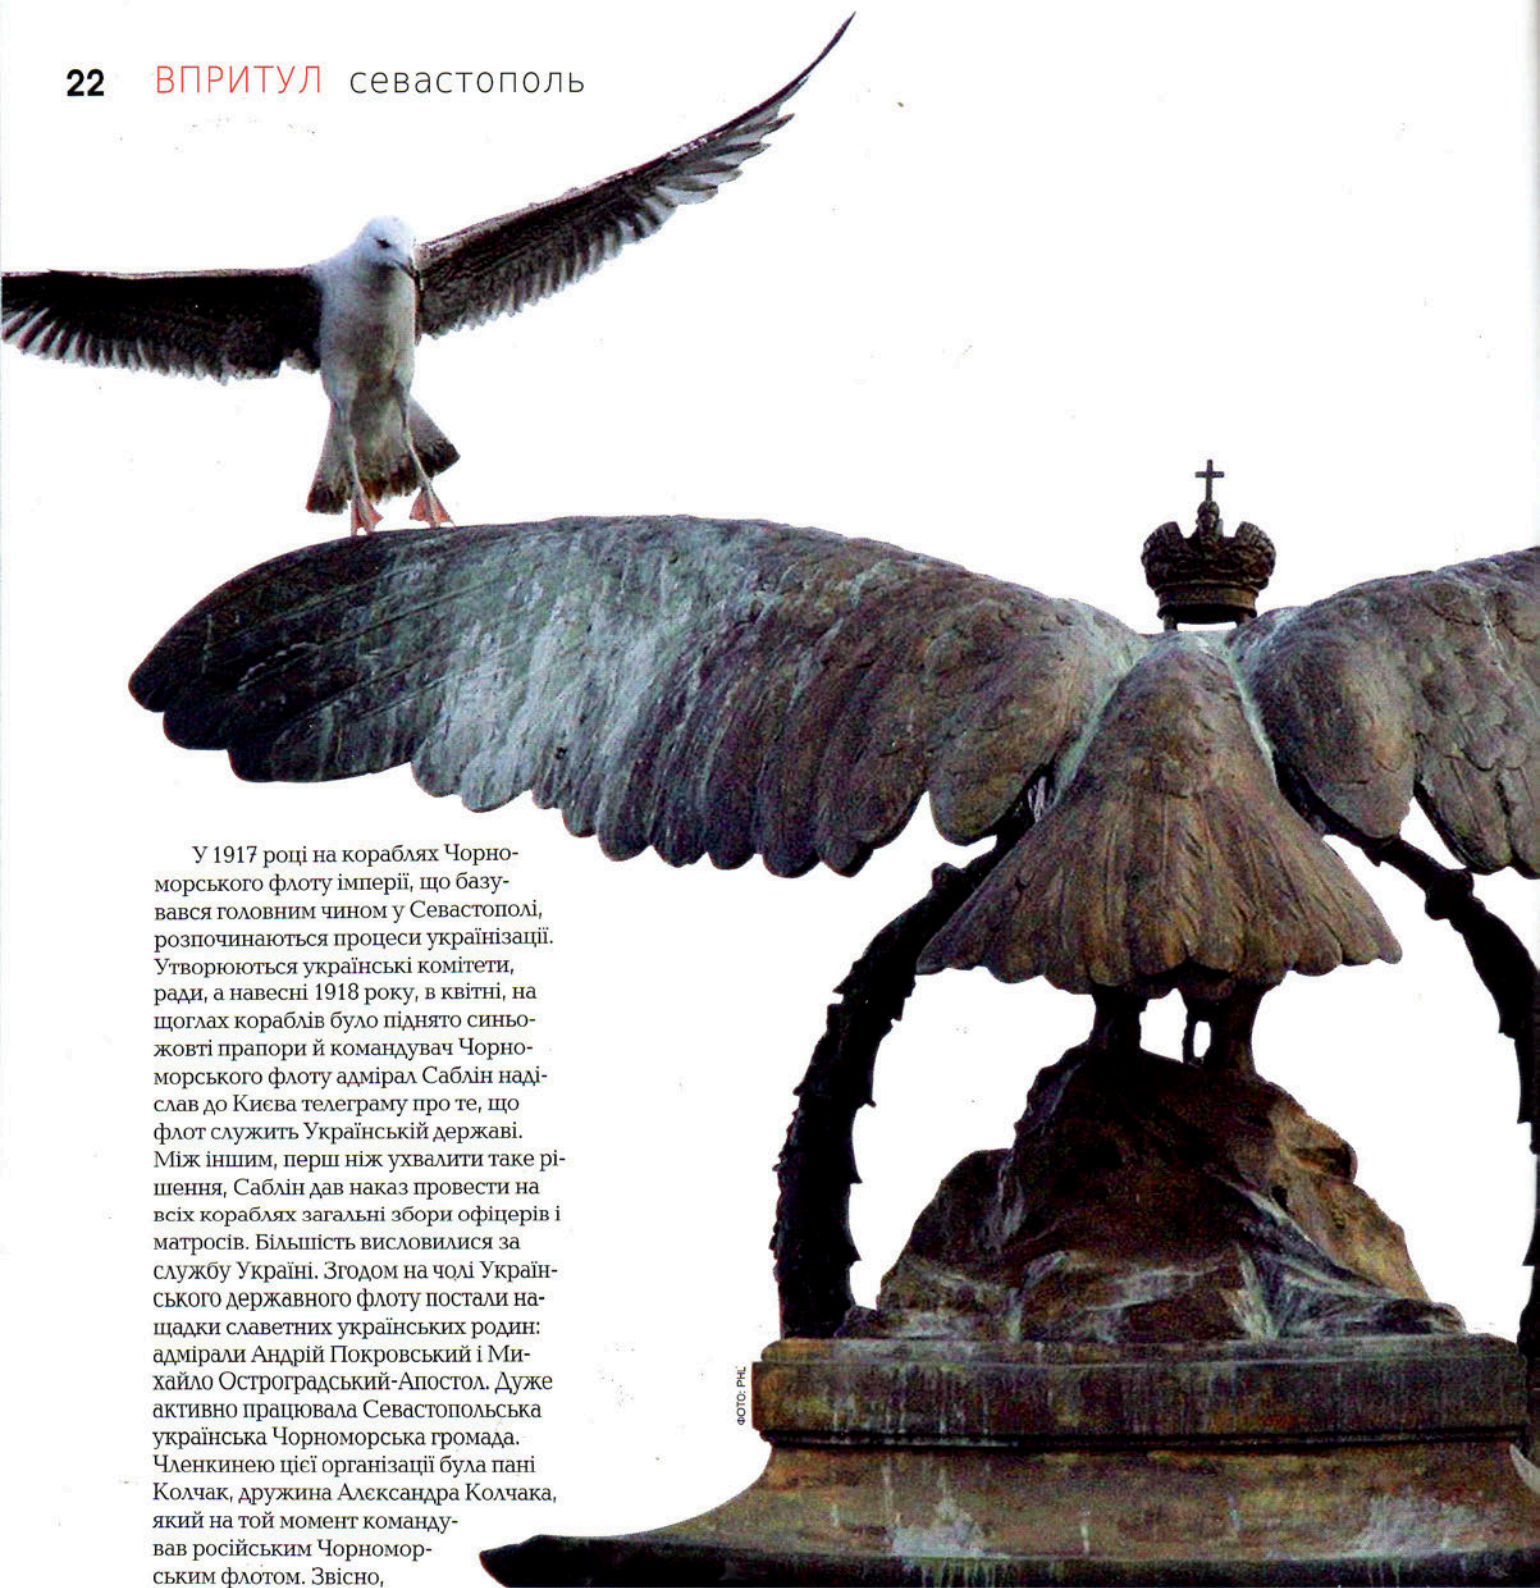 22 ВПРИТУЛ севастополь
У 1917 році на кораблях Чорно-
морського флоту імперії, що базу-
вався головним чином у Севастополі,
розпочинаються процеси українізації.
Утворюються українські комітети,
ради, а навесні 1918 року, в квітні, на
щоглах кораблів було піднято синьо-
жовті прапори й командувач Чорно-
морського флоту адмірал Саблін наді-
слав до Києва телеграму про те, що
флот служить Українській державі.
Між іншим, перш ніж ухвалити таке рі-
шення, Саблін дав наказ провести на
всіх кораблях загальні збори офіцерів і
матросів. Більшість висловилися за
службу Україні. Згодом на чолі Україн-
ського державного флоту постали на-
щадки славетних українських родин:
адмірали Андрій Покровський і Ми-
хайло Остроградський-Апостол. Дуже
активно працювала Севастопольська
українська Чорноморська громада.
Членкинею цієї організації була пані
Колчак, дружина Алєксандра Колчака,
який на той момент команду-
вав російським Чорномор-
ським флотом. Звісно,
ФОТО: PHL